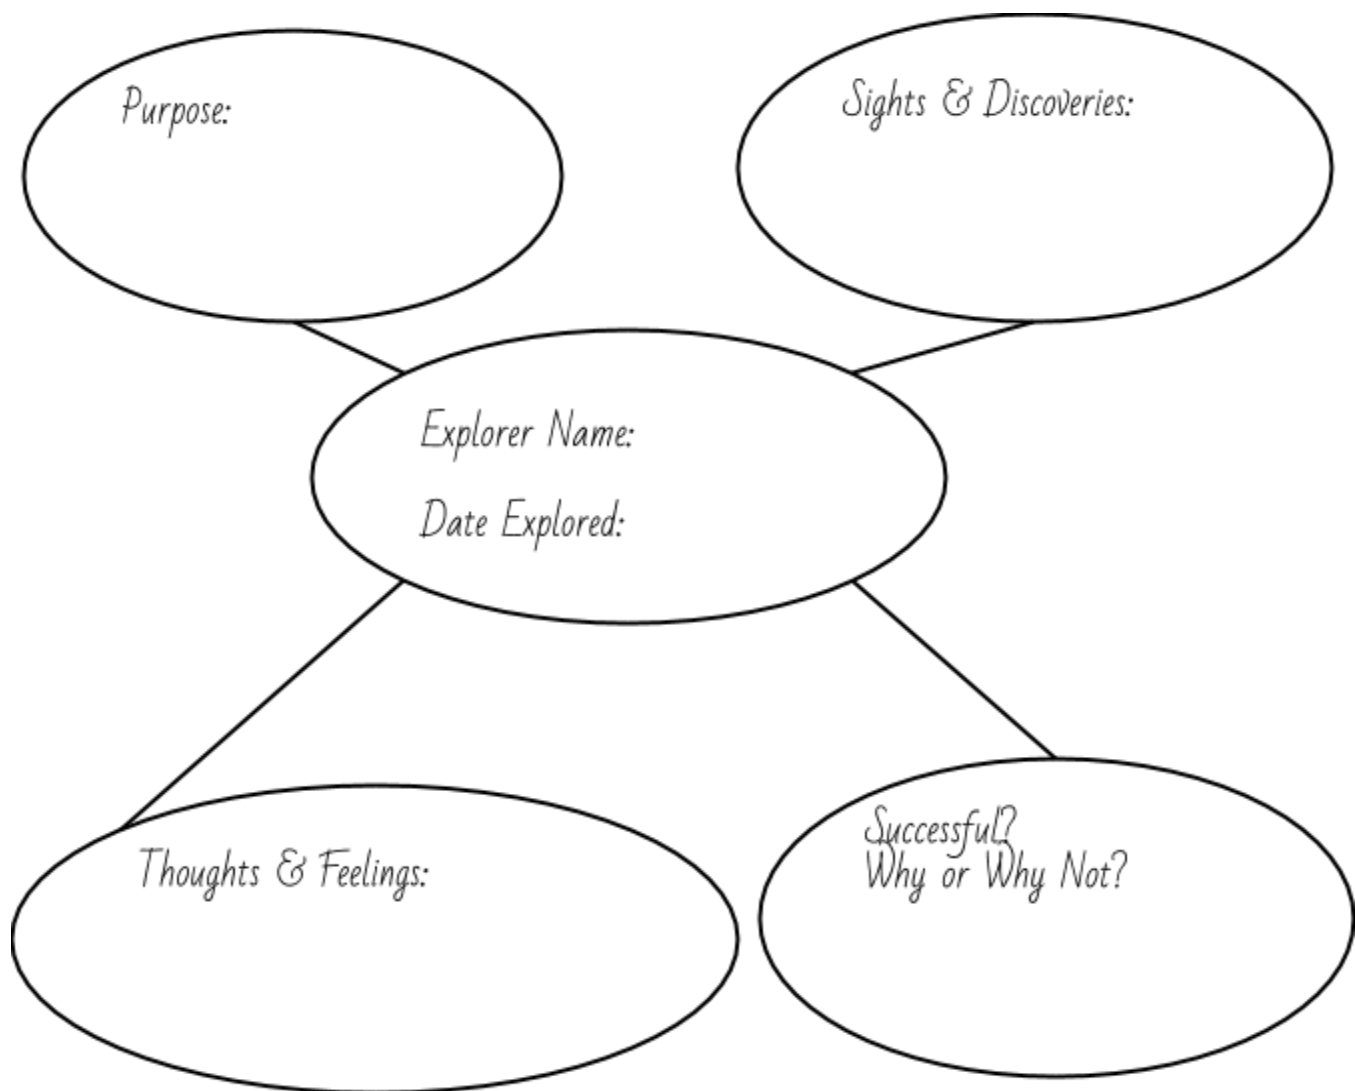 Purpose:
Sights & Discoveries:
Explorer Name:
Date Explored:
Thoughts & Feelings:
Successful?
Why or Why Not?